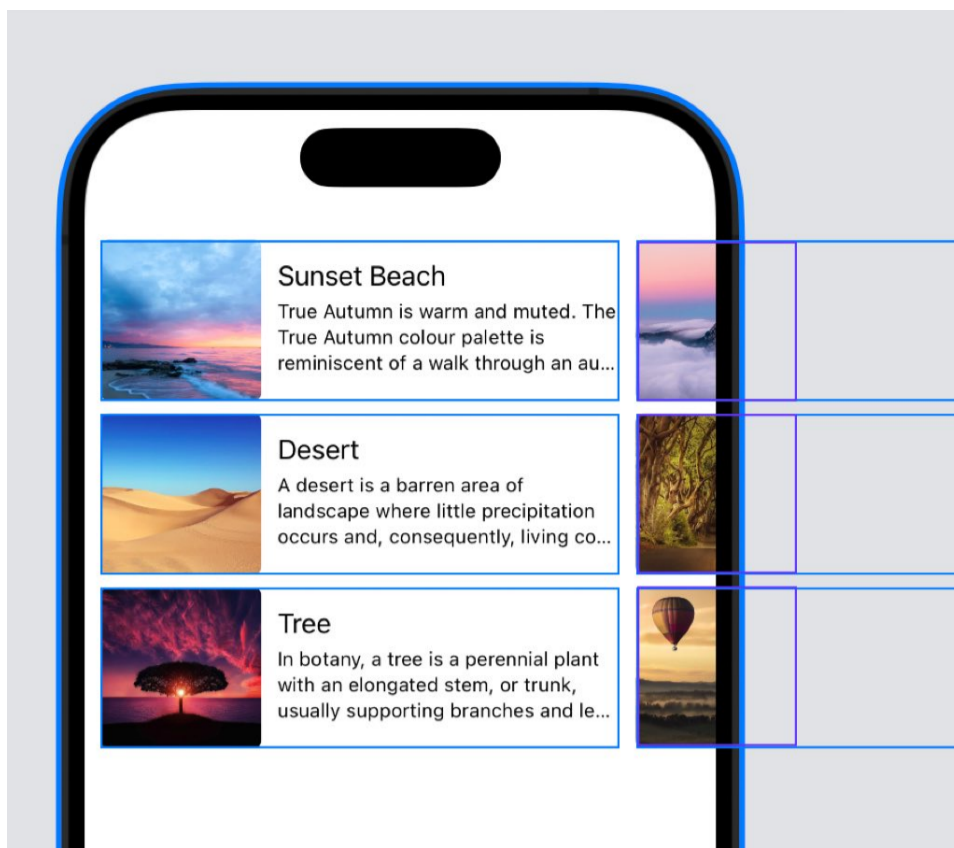 Sunset Beach
True Autumn is warm and muted. The
True Autumn colour palette is
reminiscent of a walk through an au...
Desert
A desert is a barren area of
landscape where little precipitation
occurs and, consequently, living co...
Tree
In botany, a tree is a perennial plant
with an elongated stem, or trunk,
usually supporting branches and le...